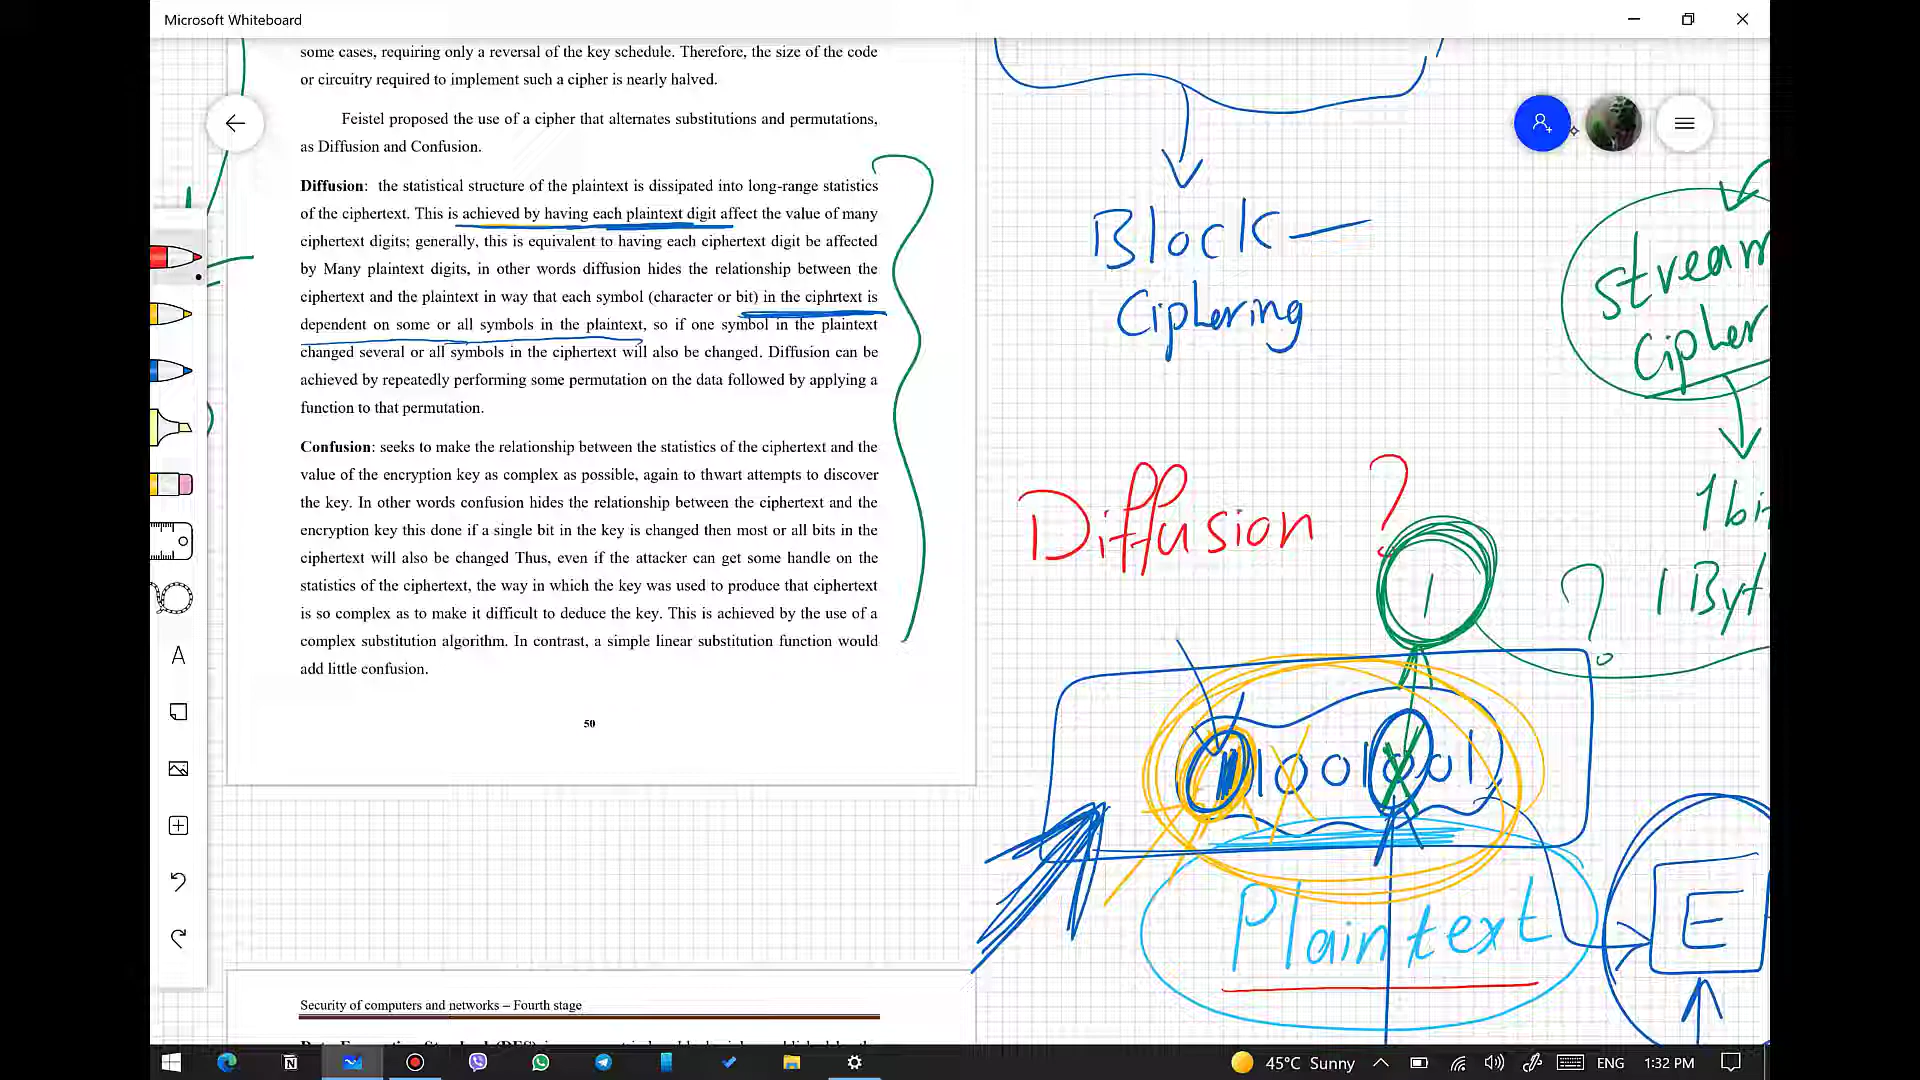 Microsoft Whiteboard
some cases, requiring only a reversal of the key schedule. Therefore, the size of the code
or circuitry required to implement such a cipher is nearly halved.
Feistel proposed the use of a cipher that alternates substitutions and permutations,
as Diffusion and Confusion.
Diffusion: the statistical structure of the plaintext is dissipated into long-range statistics
of the ciphertext. This is achieved by having each plaintext digit affect the value of many
ciphertext digits; generally, this is equivalent to having each ciphertext digit be affected
by Many plaintext digits, in other words diffusion hides the relationship between the
ciphertext and the plaintext in way that each symbol (character or bit) in the ciphrtext is
dependent on some or all symbols in the plaintext, so if one symbol in the plaintext
changed several or all symbols in the ciphertext will also be changed. Diffusion can be
achieved by repeatedly performing some permutation on the data followed by applying a
function to that permutation.
Confusion: seeks to make the relationship between the statistics of the ciphertext and the
value of the encryption key as complex as possible, again to thwart attempts to discover
the key. In other words confusion hides the relationship between the ciphertext and the
encryption key this done if a single bit in the key is changed then most or all bits in the
ciphertext will also be changed Thus, even if the attacker can get some handle on the
statistics of the ciphertext, the way in which the key was used to produce that ciphertext
is so complex as to make it difficult to deduce the key. This is achieved by the use of a
complex substitution algorithm. In contrast, a simple linear substitution function would
add little confusion.
50
Security of computers and networks – Fourth stage
Block
Ciphering
stream
cipher
1 bi
1 Byt
Diffusion ?
1
?
Plaintext
E
45°C Sunny
ENG
1:32 PM